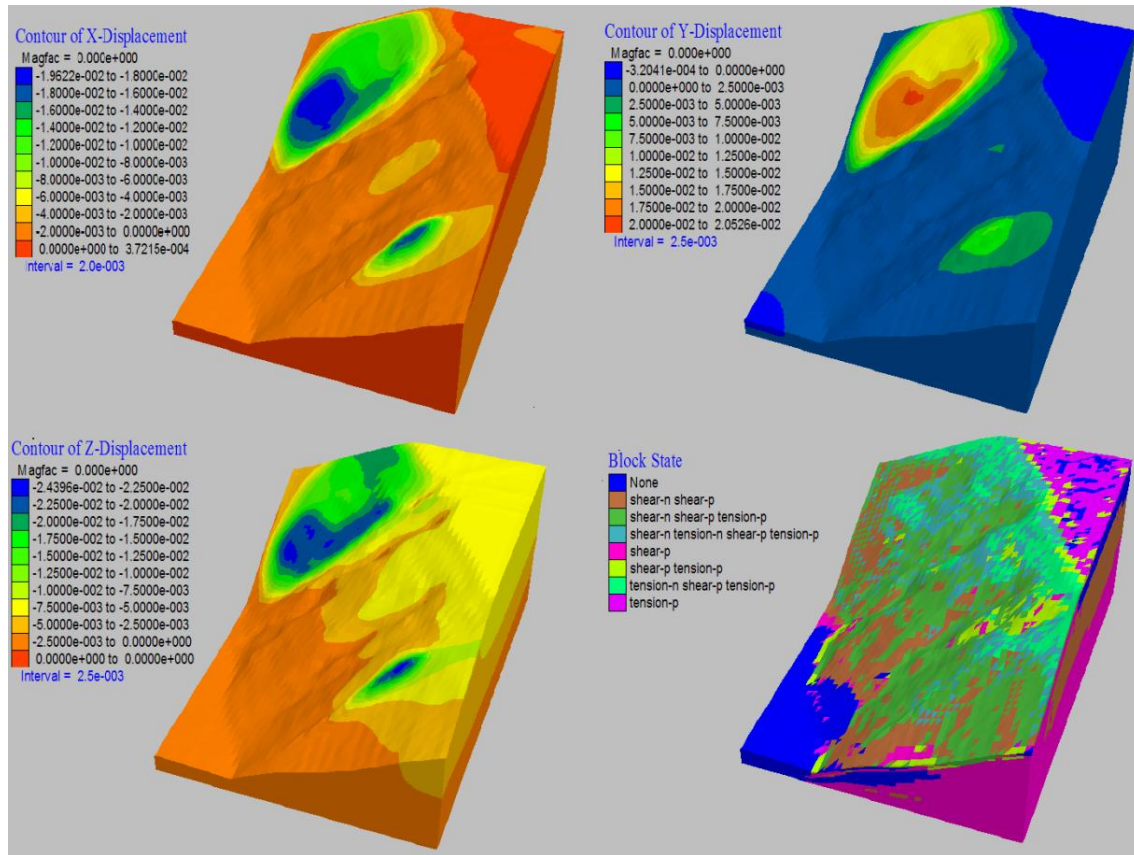 Contour of X-Displacement
Magfac = 0.000e+000
-1.9622e-002 to -1.8000e-002
-1.8000e-002 to -1.6000e-002
-1.6000e-002 to -1.4000e-002
-1.4000e-002 to -1.2000e-002
-1.2000e-002 to -1.0000e-002
-1.0000e-002 to -8.0000e-003
-8.0000e-003 to -6.0000e-003
-6.0000e-003 to -4.0000e-003
-4.0000e-003 to -2.0000e-003
-2.0000e-003 to 0.0000e+000
0.0000e+000 to 3.7215e-004
Interval = 2.0e-003
Contour of Y-Displacement
Magfac = 0.000e+000
-3.2041e-004 to 0.0000e+000
0.0000e+000 to 2.5000e-003
2.5000e-003 to 5.0000e-003
5.0000e-003 to 7.5000e-003
7.5000e-003 to 1.0000e-002
1.0000e-002 to 1.2500e-002
1.2500e-002 to 1.5000e-002
1.5000e-002 to 1.7500e-002
1.7500e-002 to 2.0000e-002
2.0000e-002 to 2.0526e-002
Interval = 2.5e-003
Contour of Z-Displacement
Magfac = 0.000e+000
-2.4396e-002 to -2.2500e-002
-2.2500e-002 to -2.0000e-002
-2.0000e-002 to -1.7500e-002
-1.7500e-002 to -1.5000e-002
-1.5000e-002 to -1.2500e-002
-1.2500e-002 to -1.0000e-002
-1.0000e-002 to -7.5000e-003
-7.5000e-003 to -5.0000e-003
-5.0000e-003 to -2.5000e-003
-2.5000e-003 to 0.0000e+000
0.0000e+000 to 0.0000e+000
Interval = 2.5e-003
Block State
None
shear-n shear-p
shear-n shear-p tension-p
shear-n tension-n shear-p tension-p
shear-p
shear-p tension-p
tension-n shear-p tension-p
tension-p